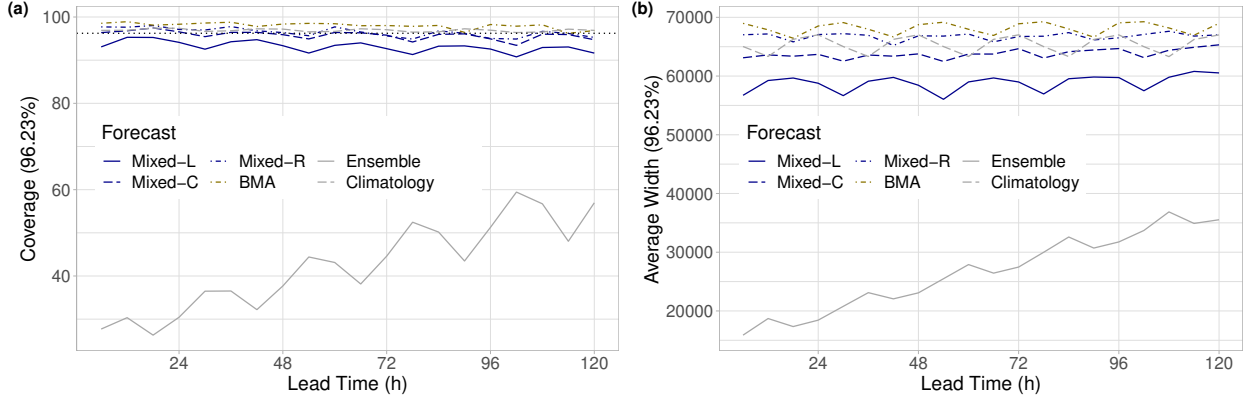 (a)
100
80
60
40
Coverage (96.23%)
Forecast
Mixed−L
Mixed−R
Ensemble
Mixed−C
BMA
Climatology
24
48
72
96
120
Lead Time (h)
(b)
70000
60000
50000
40000
30000
20000
Average Width (96.23%)
Forecast
Mixed−L
Mixed−R
Ensemble
Mixed−C
BMA
Climatology
24
48
72
96
120
Lead Time (h)